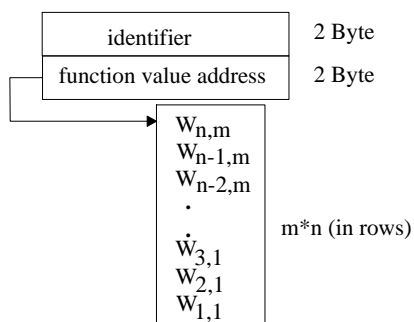 identifier 2 Byte
function value address 2 Byte
Wn,m
Wn-1,m
Wn-2,m
.
.
W3,1
W2,1
W1,1
m*n (in rows)